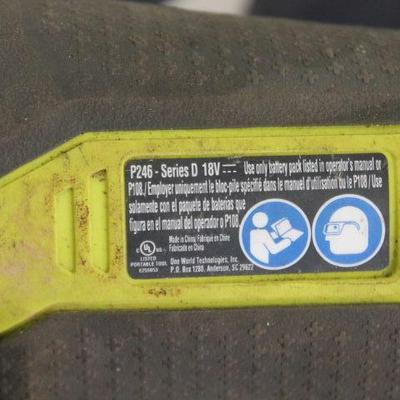 P246 - Series D 18V ⎓ Use only battery pack listed in operator's manual or
P108./Employer uniquement le bloc-pile spécifié dans le manuel d'utilisation ou le P108 / Use
solamente con el paquete de baterías que
figura en el manual del operador o P108
Made in China/Fabriqué en Chine/
Fabricado en China
UL
LISTED
PORTABLE TOOL
One World Technologies, Inc.
P.O. Box 1288, Anderson, SC 29622